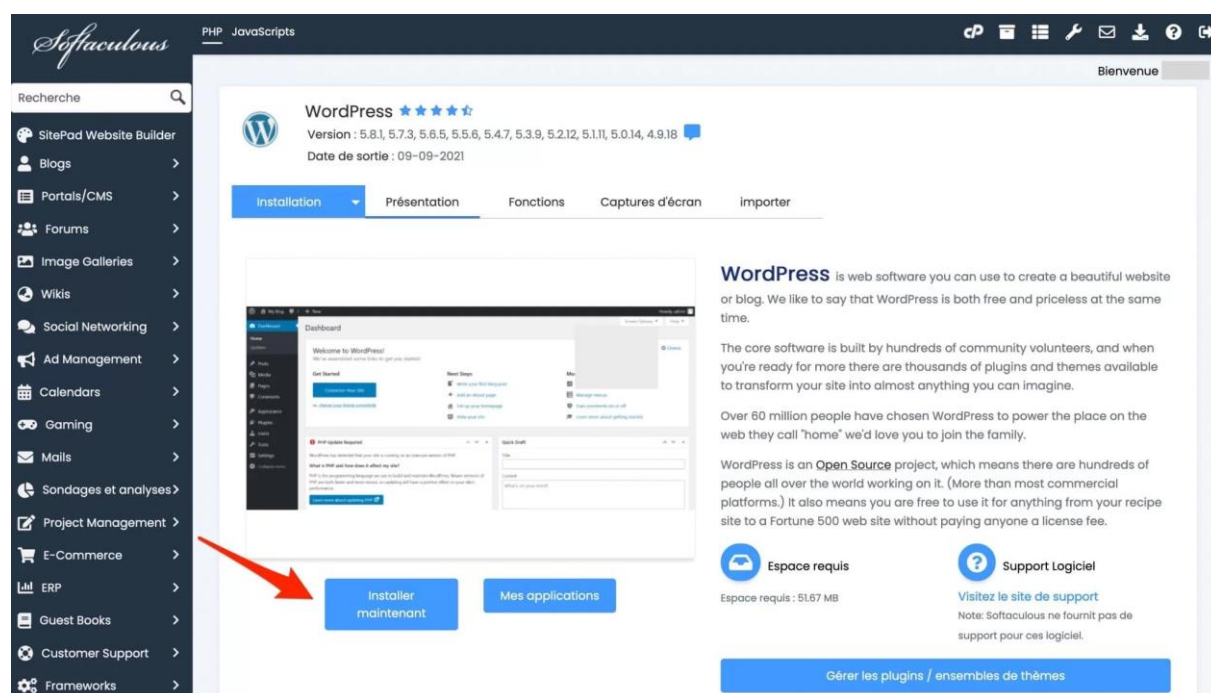 Softaculous
PHP JavaScripts
cP
Bienvenue
Recherche
SitePad Website Builder
Blogs
Portals/CMS
Forums
Image Galleries
Wikis
Social Networking
Ad Management
Calendars
Gaming
Mails
Sondages et analyses
Project Management
E-Commerce
ERP
Guest Books
Customer Support
Frameworks
WordPress
Version : 5.8.1, 5.7.3, 5.6.5, 5.5.6, 5.4.7, 5.3.9, 5.2.12, 5.1.11, 5.0.14, 4.9.18
Date de sortie : 09-09-2021
Installation
Présentation
Fonctions
Captures d'écran
importer
Dashboard
Welcome to WordPress!
Get Started
Next Steps
PHP Update Required
Quick Draft
What is PHP and how does it affect my site?
Installer
maintenant
Mes applications
WordPress is web software you can use to create a beautiful website
or blog. We like to say that WordPress is both free and priceless at the same
time.
The core software is built by hundreds of community volunteers, and when
you're ready for more there are thousands of plugins and themes available
to transform your site into almost anything you can imagine.
Over 60 million people have chosen WordPress to power the place on the
web they call "home" we'd love you to join the family.
WordPress is an Open Source project, which means there are hundreds of
people all over the world working on it. (More than most commercial
platforms.) It also means you are free to use it for anything from your recipe
site to a Fortune 500 web site without paying anyone a license fee.
Espace requis
Espace requis : 51.67 MB
Support Logiciel
Visitez le site de support
Note: Softaculous ne fournit pas de
support pour ces logiciel.
Gérer les plugins / ensembles de thèmes